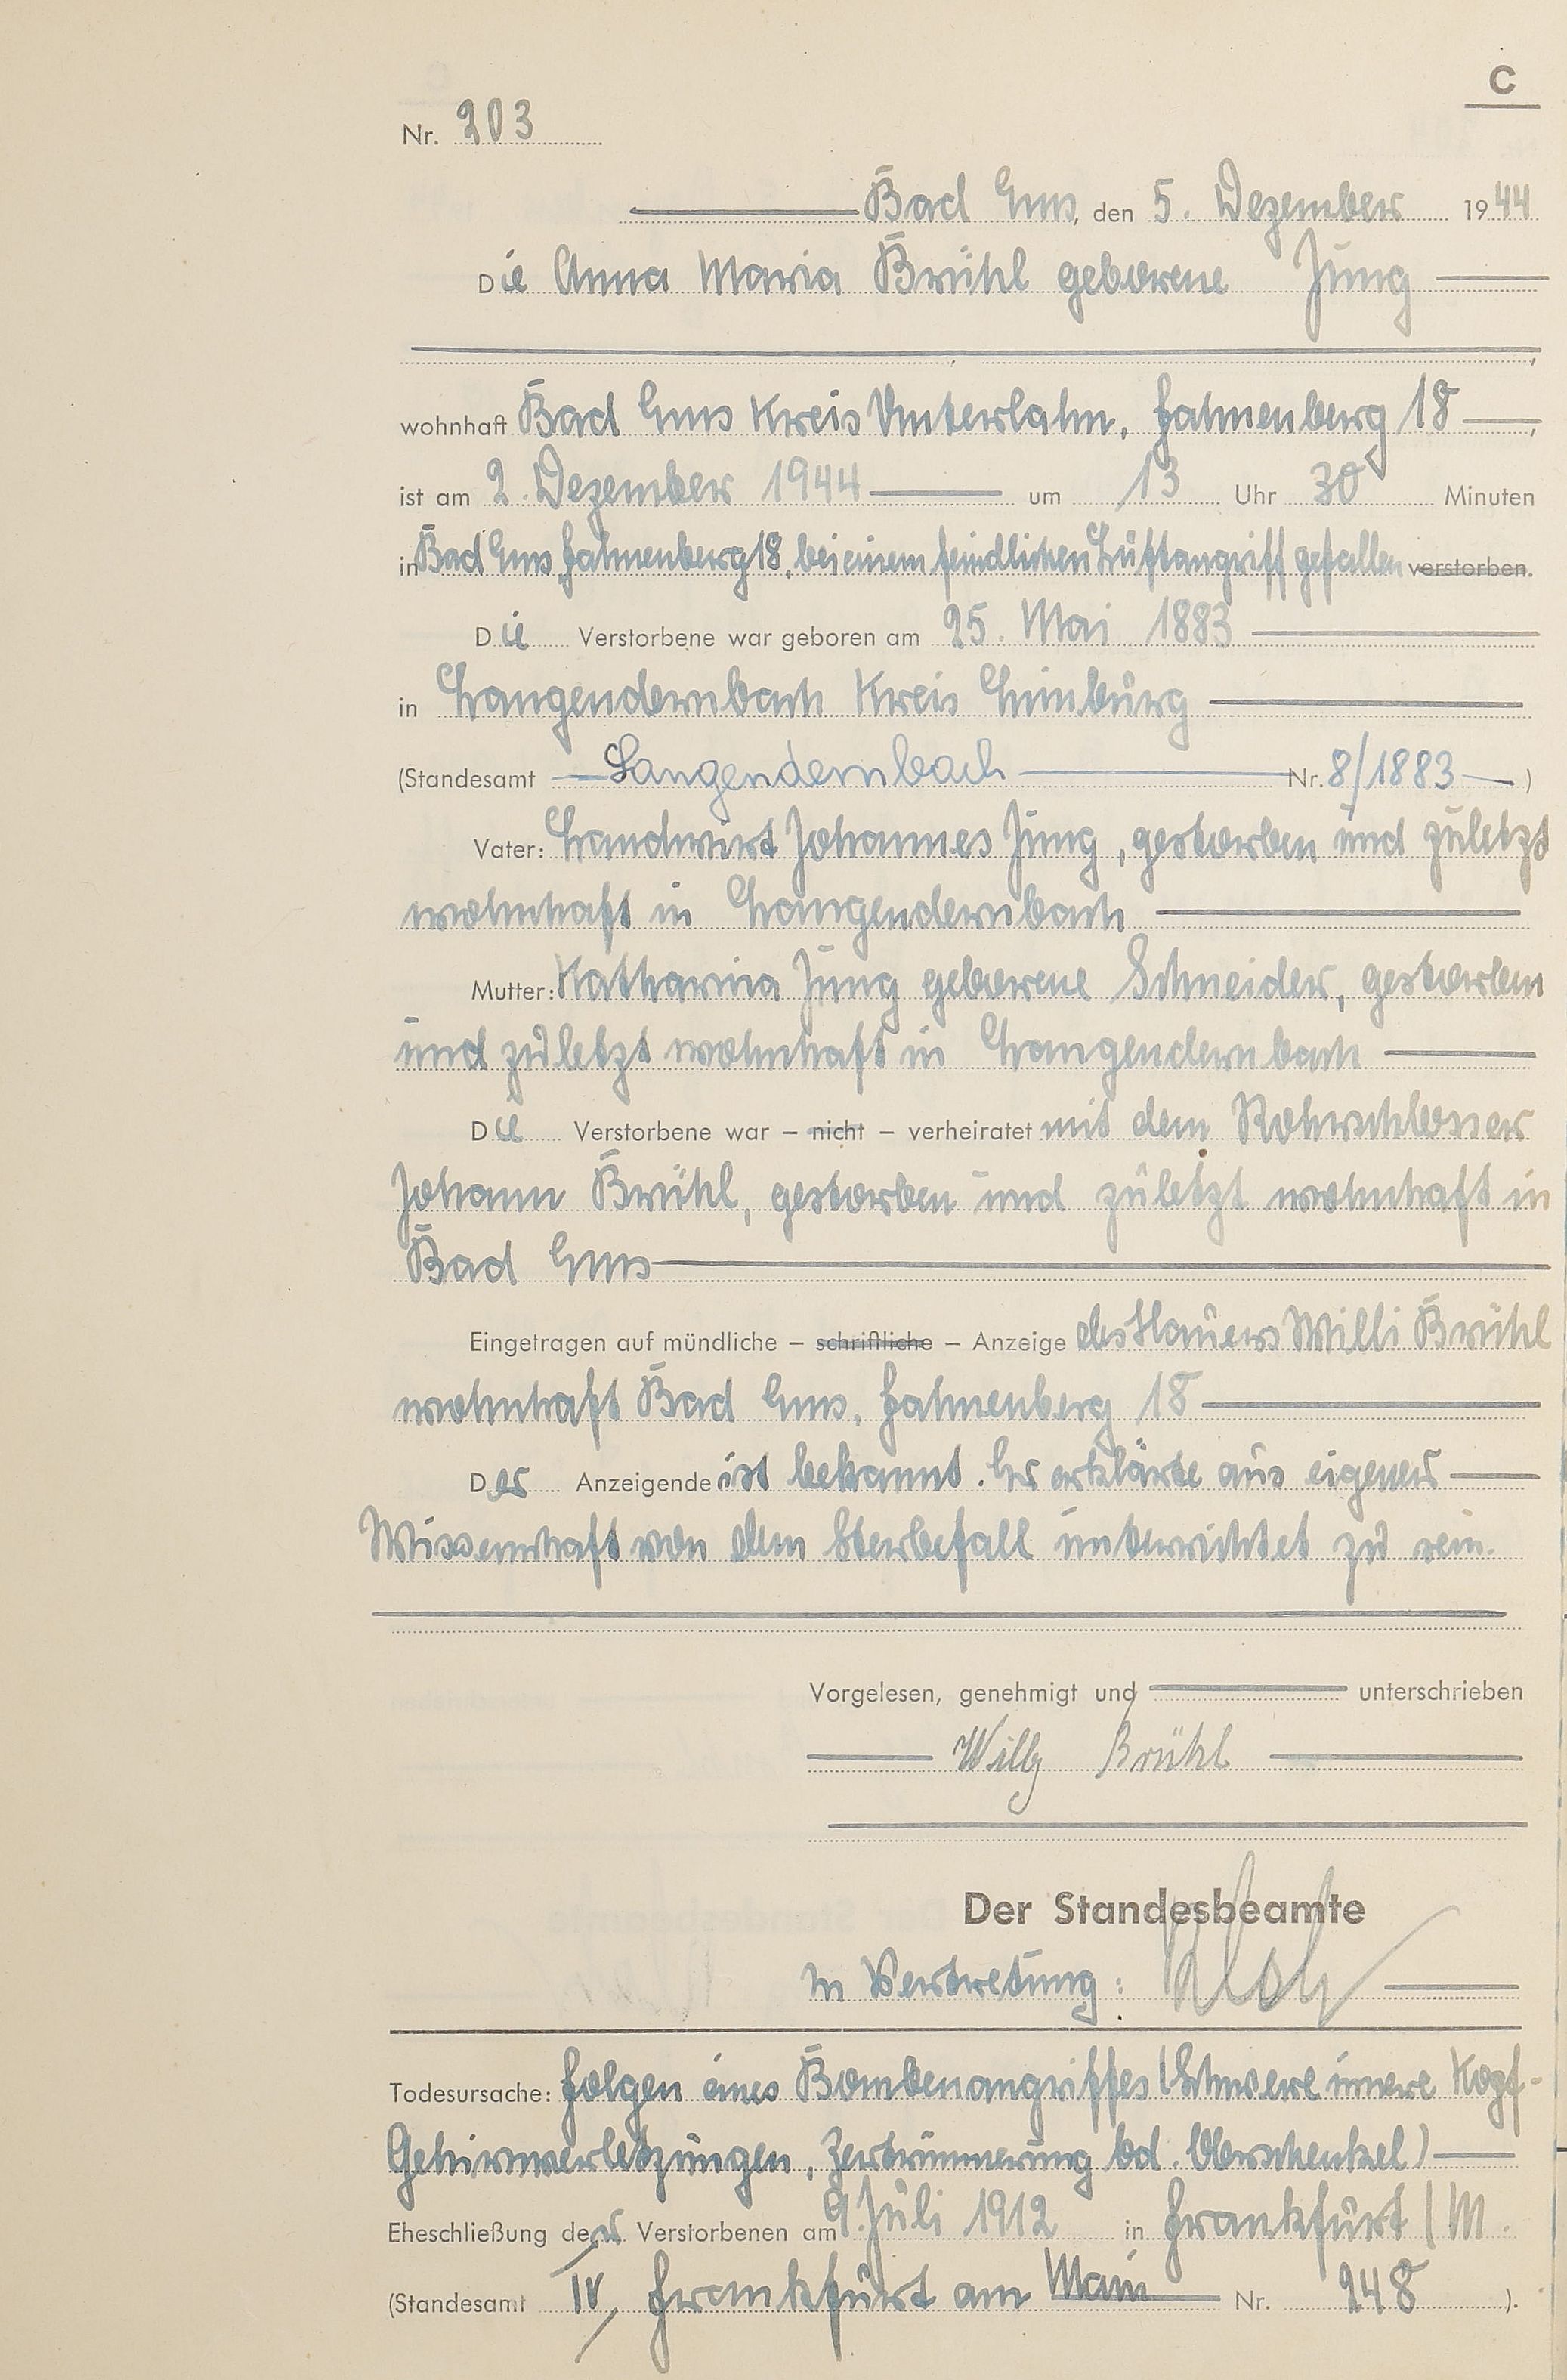 C
Nr. 203
Bad Ems, den 5. Dezember 1944
Die Anna Maria Brühl geborene Jung
wohnhaft Bad Ems Kreis Unterlahn, Fahnenberg 18,
ist am 2. Dezember 1944 um 13 Uhr 30 Minuten
in Bad Ems, Fahnenberg 18, bei einem feindlichen Luftangriff gefallen verstorben.
Die Verstorbene war geboren am 25. Mai 1883
in Langendernbach Kreis Limburg
(Standesamt Langendernbach Nr. 8/1883)
Vater: Landwirt Johannes Jung, gestorben und zuletzt
wohnhaft in Langendernbach
Mutter: Katharina Jung geborene Schneider, gestorben
und zuletzt wohnhaft in Langendernbach
Die Verstorbene war – nicht – verheiratet mit dem Rohrschlosser
Johann Brühl, gestorben und zuletzt wohnhaft in
Bad Ems
Eingetragen auf mündliche – schriftliche – Anzeige des Hauers Willi Brühl
wohnhaft Bad Ems, Fahnenberg 18
Der Anzeigende ist bekannt. Er erklärte aus eigener
Wissenschaft von dem Sterbefall unterrichtet zu sein.
Vorgelesen, genehmigt und unterschrieben
Willy Brühl
Der Standesbeamte
In Vertretung:
Todesursache: Folgen eines Bombenangriffes (Schwere innere Kopf-
Gehirnverletzungen, Zertrümmerung bd. Oberschenkel)
Eheschließung der Verstorbenen am 9. Juli 1912 in Frankfurt/M.
(Standesamt IV, Frankfurt am Main Nr. 248).